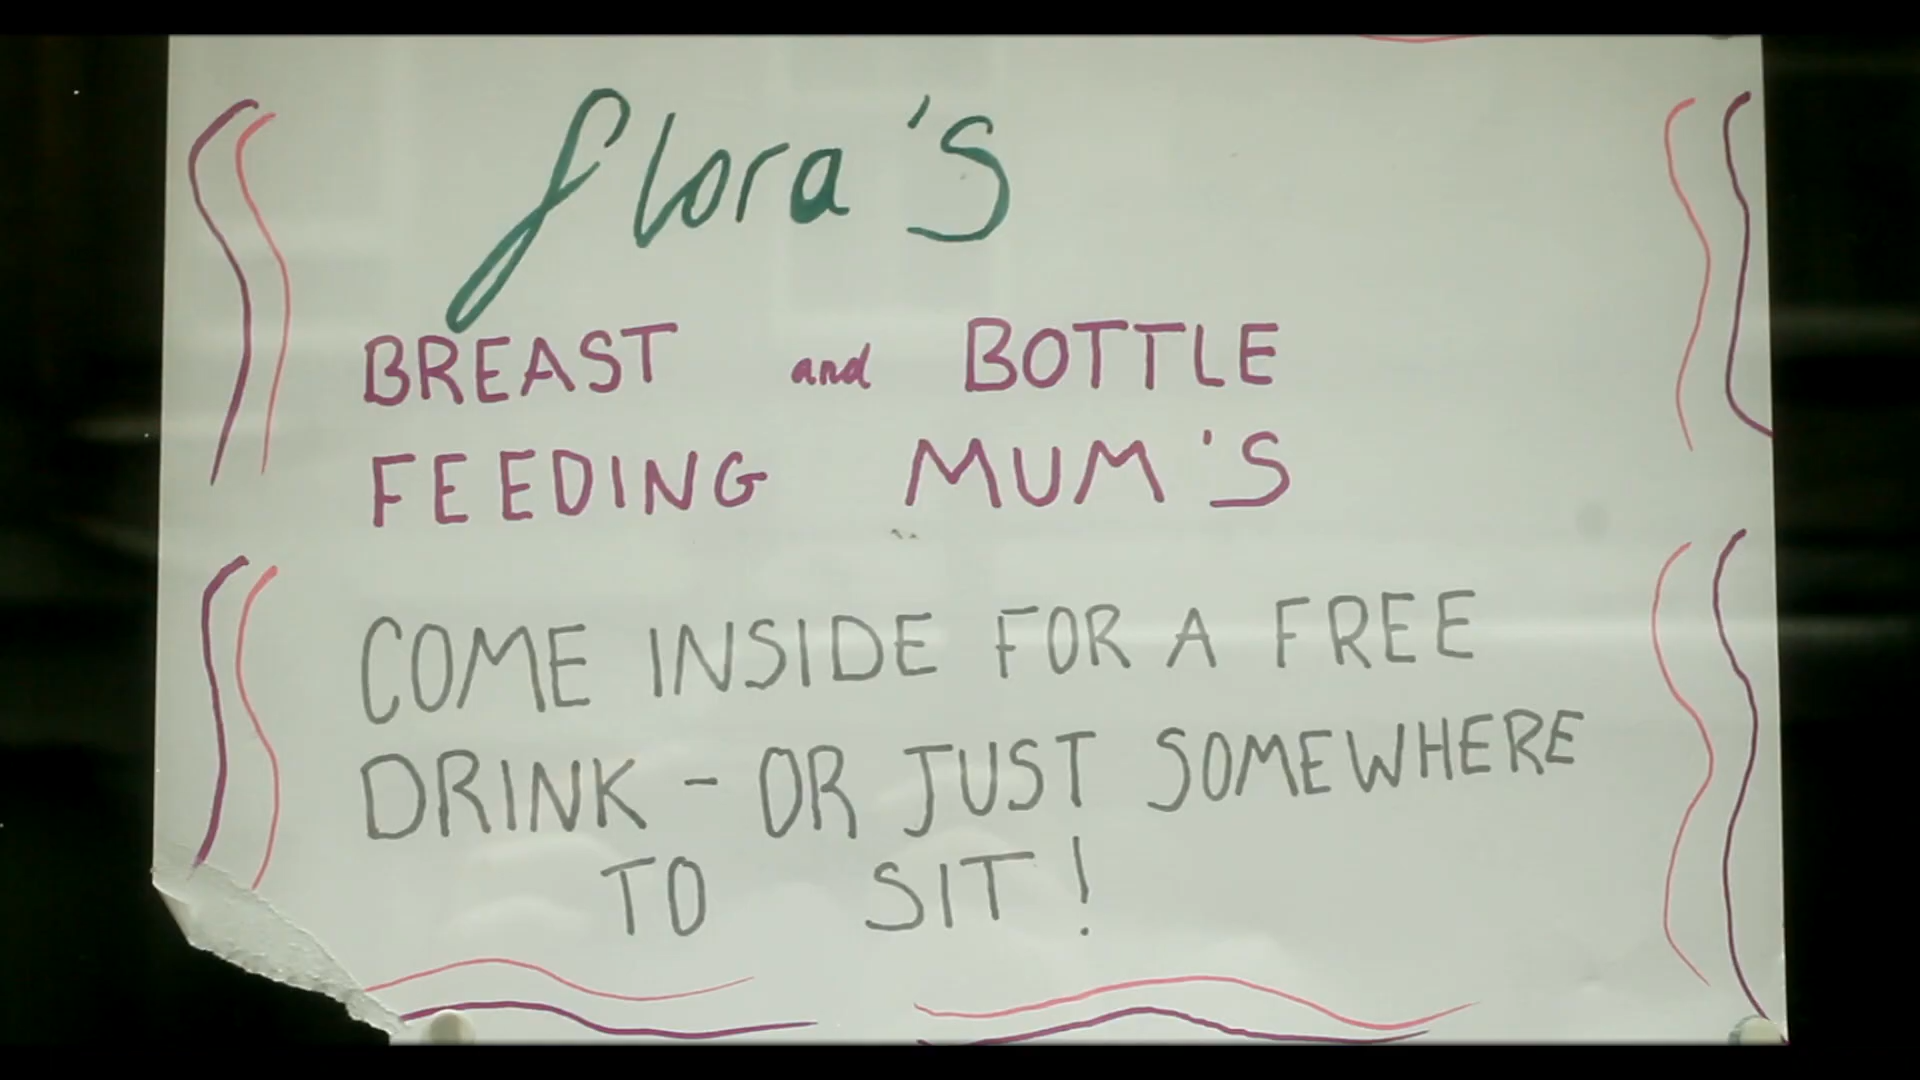 flora's
BREAST and BOTTLE
FEEDING MUM'S
COME INSIDE FOR A FREE
DRINK - OR JUST SOMEWHERE
TO SIT!